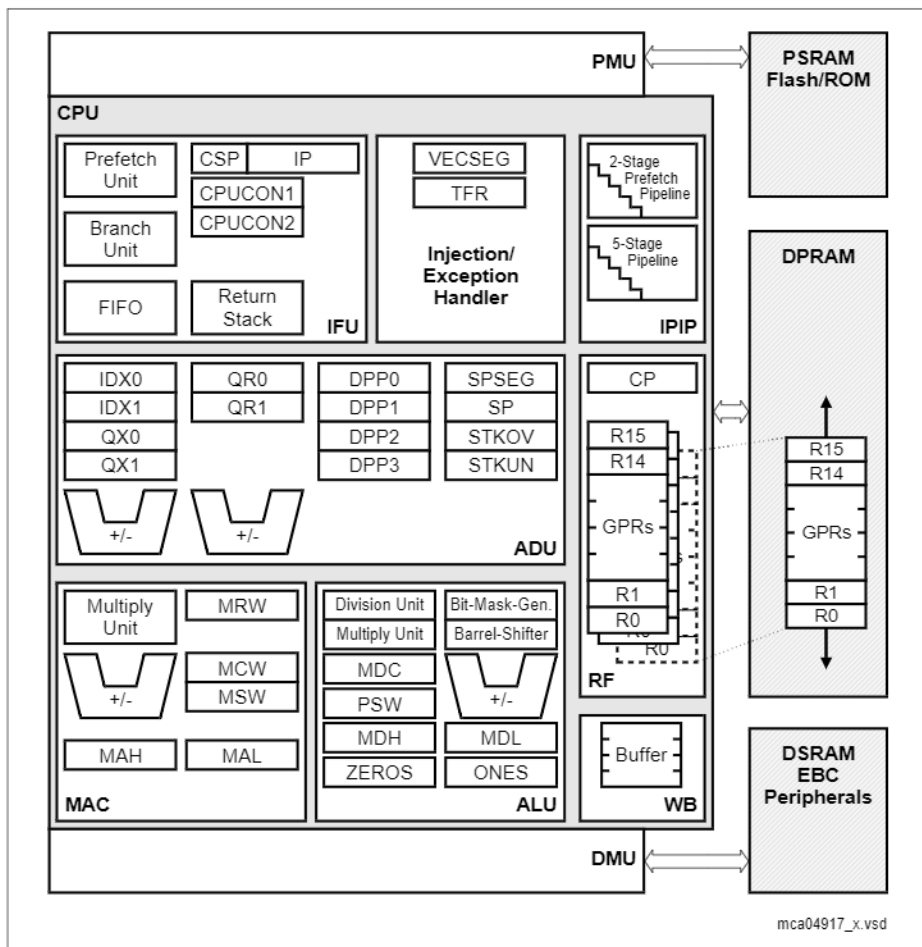 PMU
PSRAM
Flash/ROM
CPU
Prefetch
Unit
CSP
IP
CPUCON1
CPUCON2
Branch
Unit
FIFO
Return
Stack
IFU
VECSEG
TFR
Injection/
Exception
Handler
2-Stage
Prefetch
Pipeline
5-Stage
Pipeline
IPIP
DPRAM
IDX0
IDX1
QX0
QX1
QR0
QR1
DPP0
DPP1
DPP2
DPP3
SPSEG
SP
STKOV
STKUN
+/-
+/-
ADU
CP
R15
R14
GPRs
s
R1
R0
R0
R0
RF
R15
R14
GPRs
R1
R0
Multiply
Unit
MRW
+/-
MCW
MSW
MAH
MAL
MAC
Division Unit
Multiply Unit
Bit-Mask-Gen.
Barrel-Shifter
MDC
PSW
+/-
MDH
MDL
ZEROS
ONES
ALU
Buffer
WB
DSRAM
EBC
Peripherals
DMU
mca04917_x.vsd